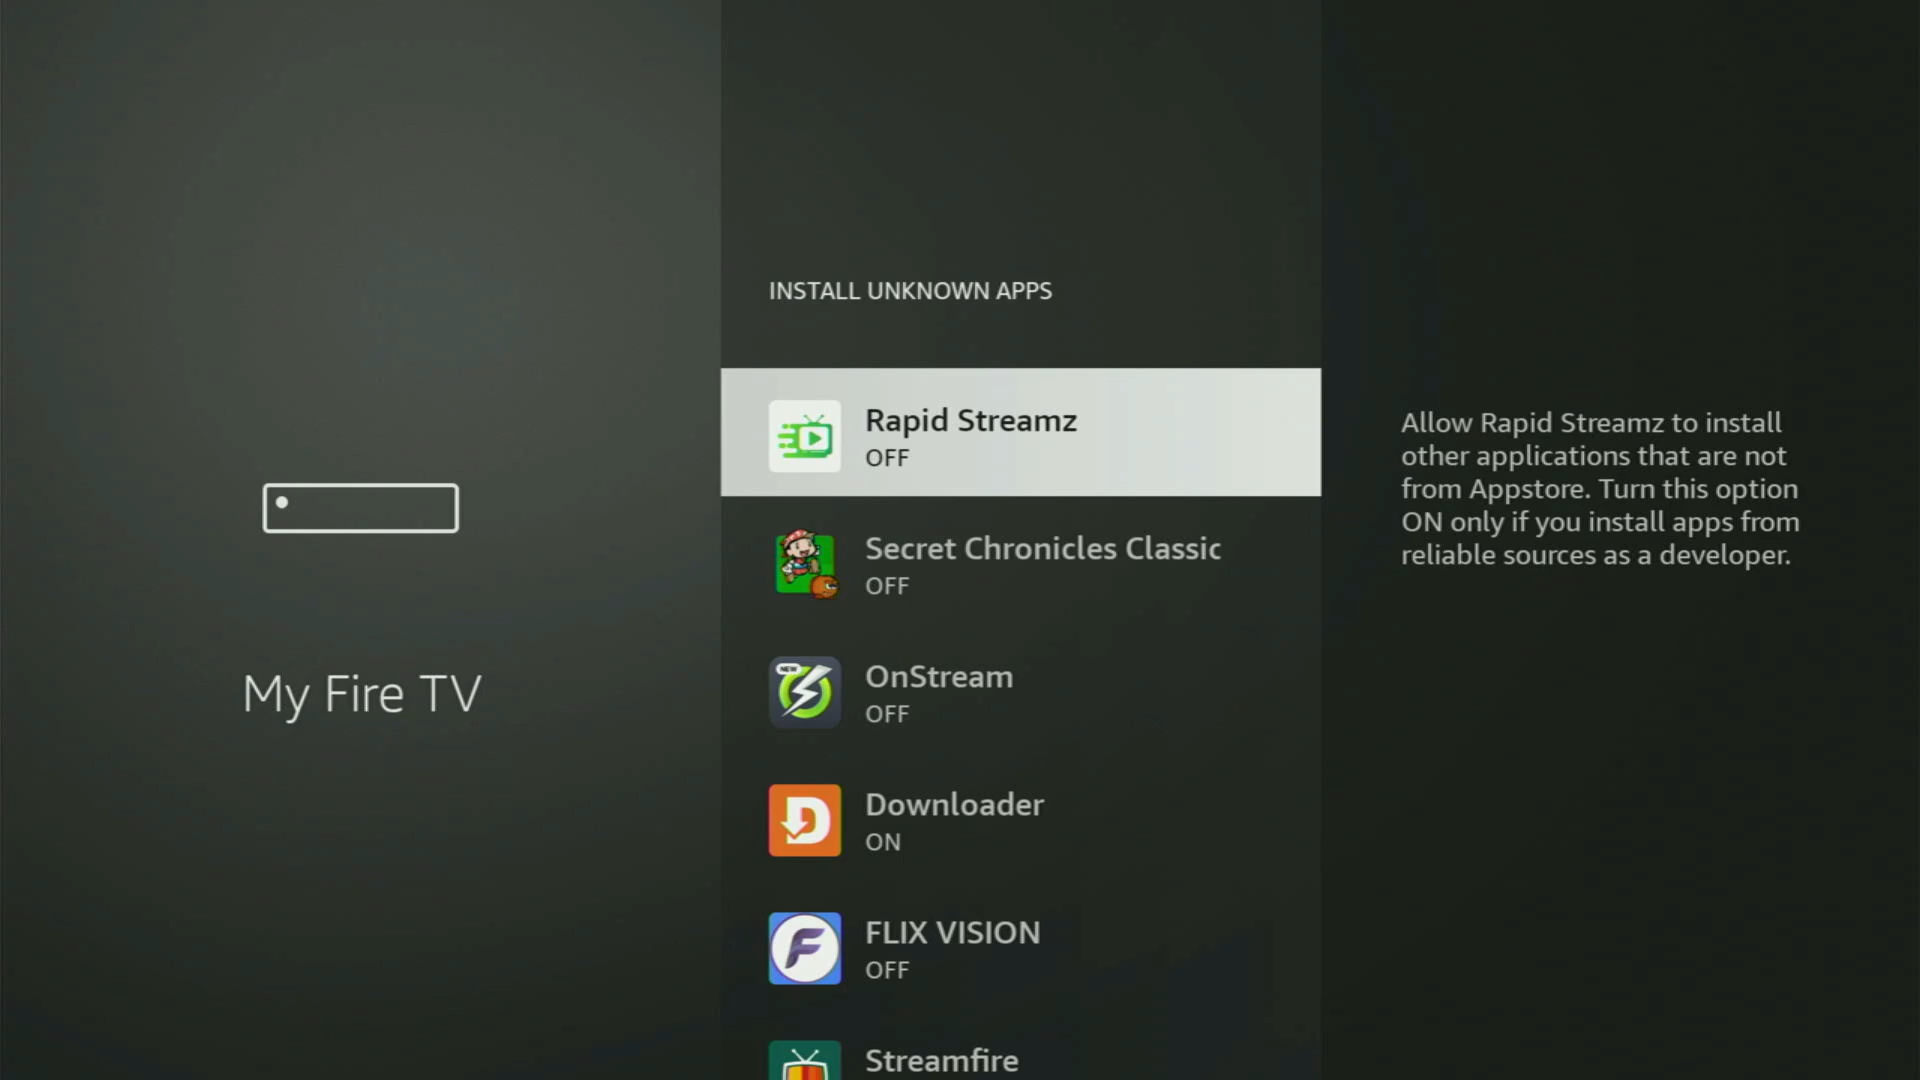 My Fire TV
INSTALL UNKNOWN APPS
Rapid Streamz
OFF
Secret Chronicles Classic
OFF
NEW
OnStream
OFF
D
Downloader
ON
F
FLIX VISION
OFF
Streamfire
Allow Rapid Streamz to install
other applications that are not
from Appstore. Turn this option
ON only if you install apps from
reliable sources as a developer.